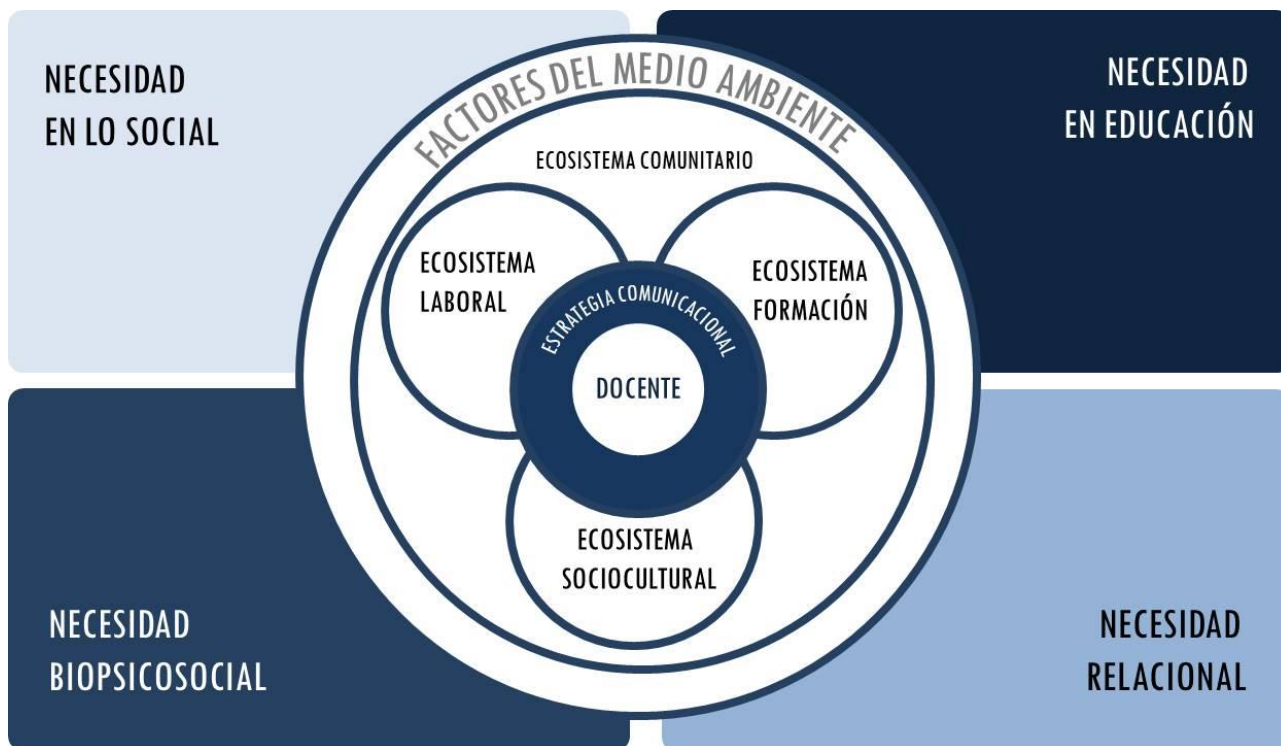 NECESIDAD
EN LO SOCIAL
NECESIDAD
EN EDUCACIÓN
FACTORES DEL MEDIO AMBIENTE
ECOSISTEMA COMUNITARIO
ECOSISTEMA
LABORAL
ECOSISTEMA
FORMACIÓN
ESTRATEGIA COMUNICACIONAL
DOCENTE
ECOSISTEMA
SOCIOCULTURAL
NECESIDAD
BIOPSICOSOCIAL
NECESIDAD
RELACIONAL